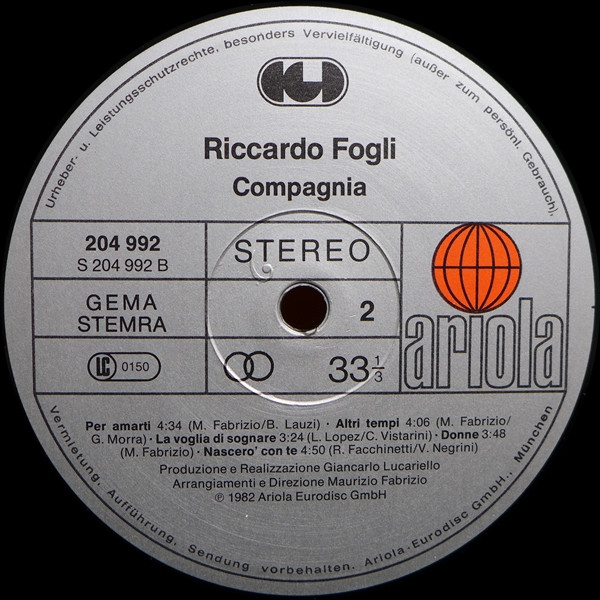 Urheber- u. Leistungsschutzrechte, besonders Vervielfältigung (außer zum persönl. Gebrauch),
Riccardo Fogli
Compagnia
204 992
S 204 992 B
STEREO
GEMA
STEMRA
2
ariola
LC 0150
33 1/3
Per amarti 4:34 (M. Fabrizio/B. Lauzi) · Altri tempi 4:06 (M. Fabrizio/
G. Morra) · La voglia di sognare 3:24 (L. Lopez/C. Vistarini) · Donne 3:48
(M. Fabrizio) · Nascero' con te 4:50 (R. Facchinetti/V. Negrini)
Produzione e Realizzazione Giancarlo Lucariello
Arrangiamenti e Direzione Maurizio Fabrizio
℗ 1982 Ariola Eurodisc GmbH
Vermietung, Aufführung, Sendung vorbehalten. Ariola-Eurodisc GmbH., München